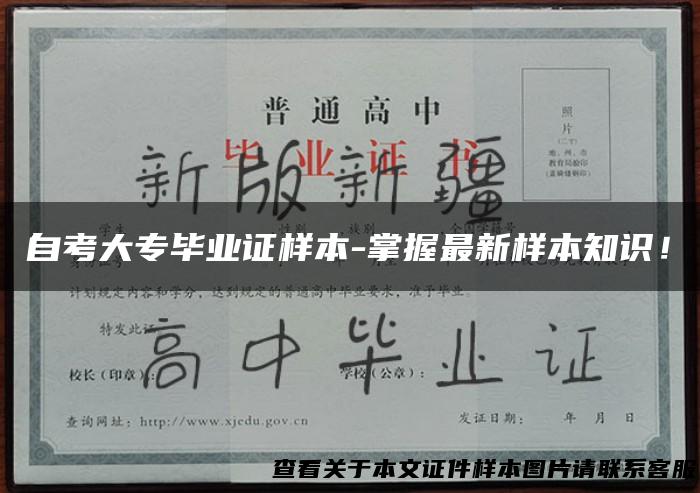 普通高中
毕业证书
照
片
(二寸)
地、州、市
教育局验印
(盖骑缝钢印)
新版新疆
自考大专毕业证样本-掌握最新样本知识！
计划规定内容和学分，达到规定的普通高中毕业要求，准予毕业。
特发此证
高中毕业证
校长（印章）： 学校（公章）：
查询网址：http://www.xjedu.gov.cn 发证日期： 年 月 日
查看关于本文证件样本图片请联系客服